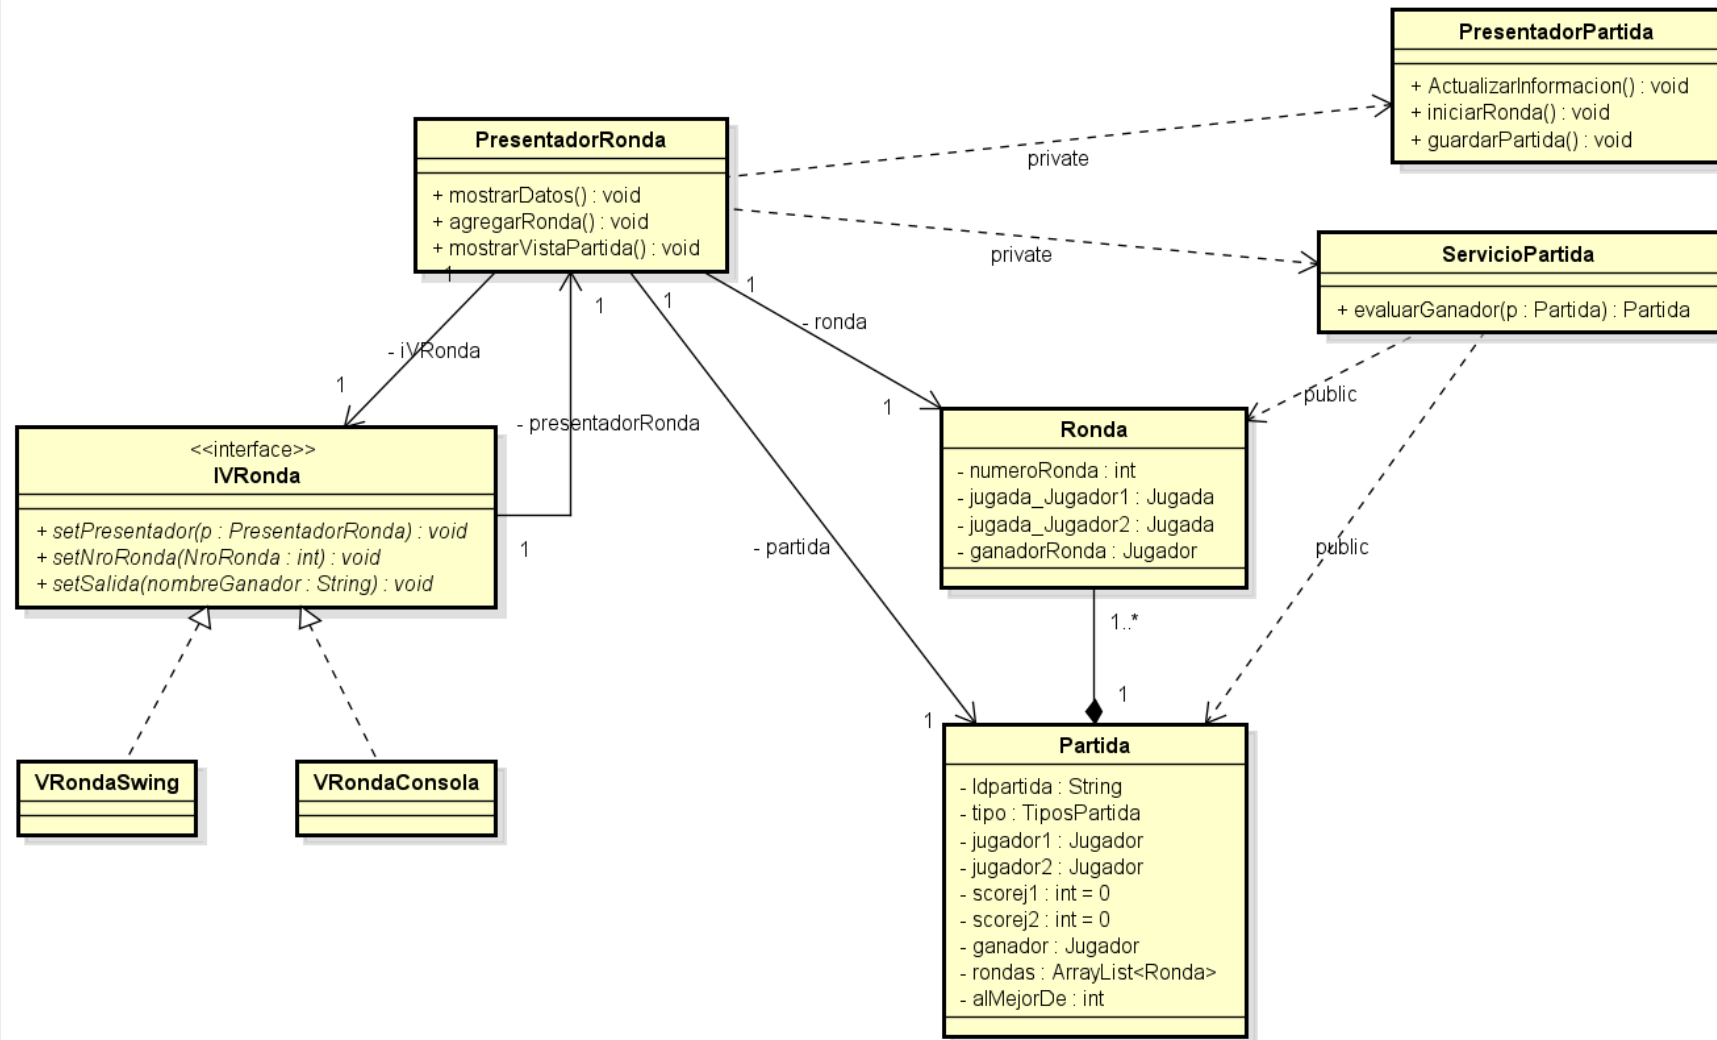 PresentadorPartida
+ ActualizarInformacion() : void
+ iniciarRonda() : void
+ guardarPartida() : void
PresentadorRonda
+ mostrarDatos() : void
+ agregarRonda() : void
+ mostrarVistaPartida() : void
private
private
ServicioPartida
+ evaluarGanador(p : Partida) : Partida
1
1
1
1
- ronda
- iVRonda
1
1
public
- presentadorRonda
<<interface>>
IVRonda
+ setPresentador(p : PresentadorRonda) : void
+ setNroRonda(NroRonda : int) : void
+ setSalida(nombreGanador : String) : void
1
Ronda
- numeroRonda : int
- jugada_Jugador1 : Jugada
- jugada_Jugador2 : Jugada
- ganadorRonda : Jugador
- partida
public
1..*
1
1
VRondaSwing
VRondaConsola
Partida
- Idpartida : String
- tipo : TiposPartida
- jugador1 : Jugador
- jugador2 : Jugador
- scorej1 : int = 0
- scorej2 : int = 0
- ganador : Jugador
- rondas : ArrayList<Ronda>
- alMejorDe : int